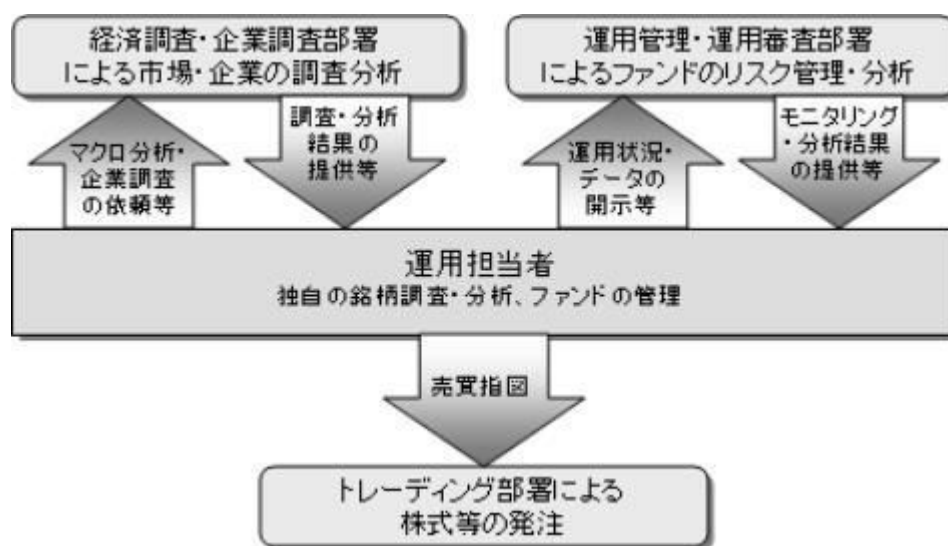 経済調査・企業調査部署
による市場・企業の調査分析
運用管理・運用審査部署
によるファンドのリスク管理・分析
マクロ分析・
企業調査
の依頼等
調査・分析
結果の
提供等
運用状況・
データの
開示等
モニタリング
・分析結果
の提供等
運用担当者
独自の銘柄調査・分析、ファンドの管理
売買指図
トレーディング部署による
株式等の発注